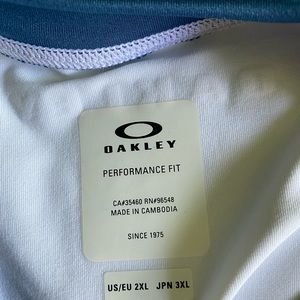 OAKLEY
PERFORMANCE FIT
CA#35460 RN#96548
MADE IN CAMBODIA
SINCE 1975
US/EU 2XL JPN 3XL